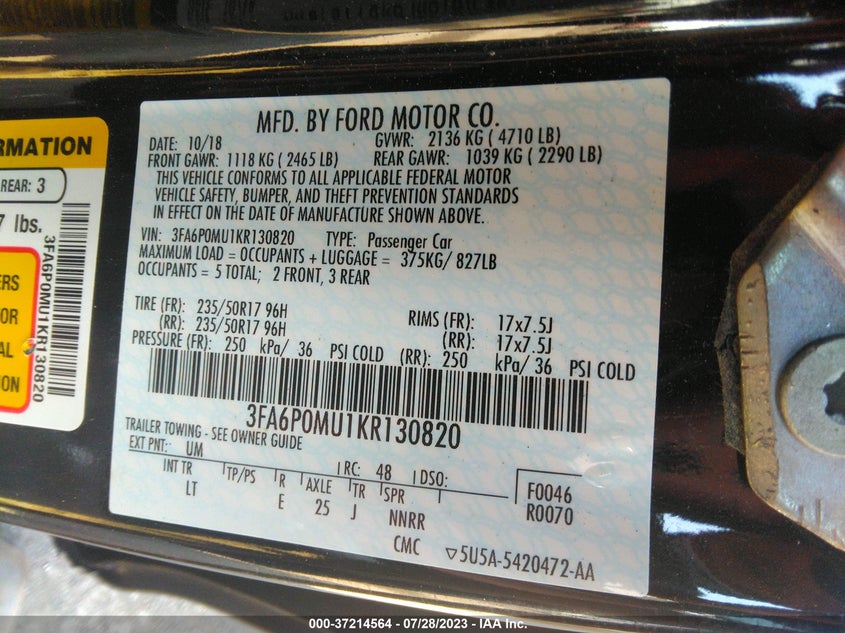 MFD. BY FORD MOTOR CO.
DATE: 10/18 GVWR: 2136 KG ( 4710 LB)
FRONT GAWR: 1118 KG ( 2465 LB) REAR GAWR: 1039 KG ( 2290 LB)
THIS VEHICLE CONFORMS TO ALL APPLICABLE FEDERAL MOTOR
VEHICLE SAFETY, BUMPER, AND THEFT PREVENTION STANDARDS
IN EFFECT ON THE DATE OF MANUFACTURE SHOWN ABOVE.
VIN: 3FA6P0MU1KR130820 TYPE: Passenger Car
MAXIMUM LOAD = OCCUPANTS + LUGGAGE = 375KG/ 827LB
OCCUPANTS = 5 TOTAL; 2 FRONT, 3 REAR
TIRE (FR): 235/50R17 96H RIMS (FR): 17x7.5J
(RR): 235/50R17 96H (RR): 17x7.5J
PRESSURE (FR): 250 kPa/ 36 PSI COLD (RR): 250 kPa/ 36 PSI COLD
3FA6P0MU1KR130820
TRAILER TOWING - SEE OWNER GUIDE
EXT PNT: UM RC: 48 DSO:
INT TR TP/PS R AXLE TR SPR F0046
LT E 25 J NNRR R0070
CMC ▽5U5A-5420472-AA
RMATION
REAR: 3
7 lbs.
ERS
OR
AL
ION
3FA6P0MU1KR130820
000-37214564 / 07/28/2023 - IAA Inc.